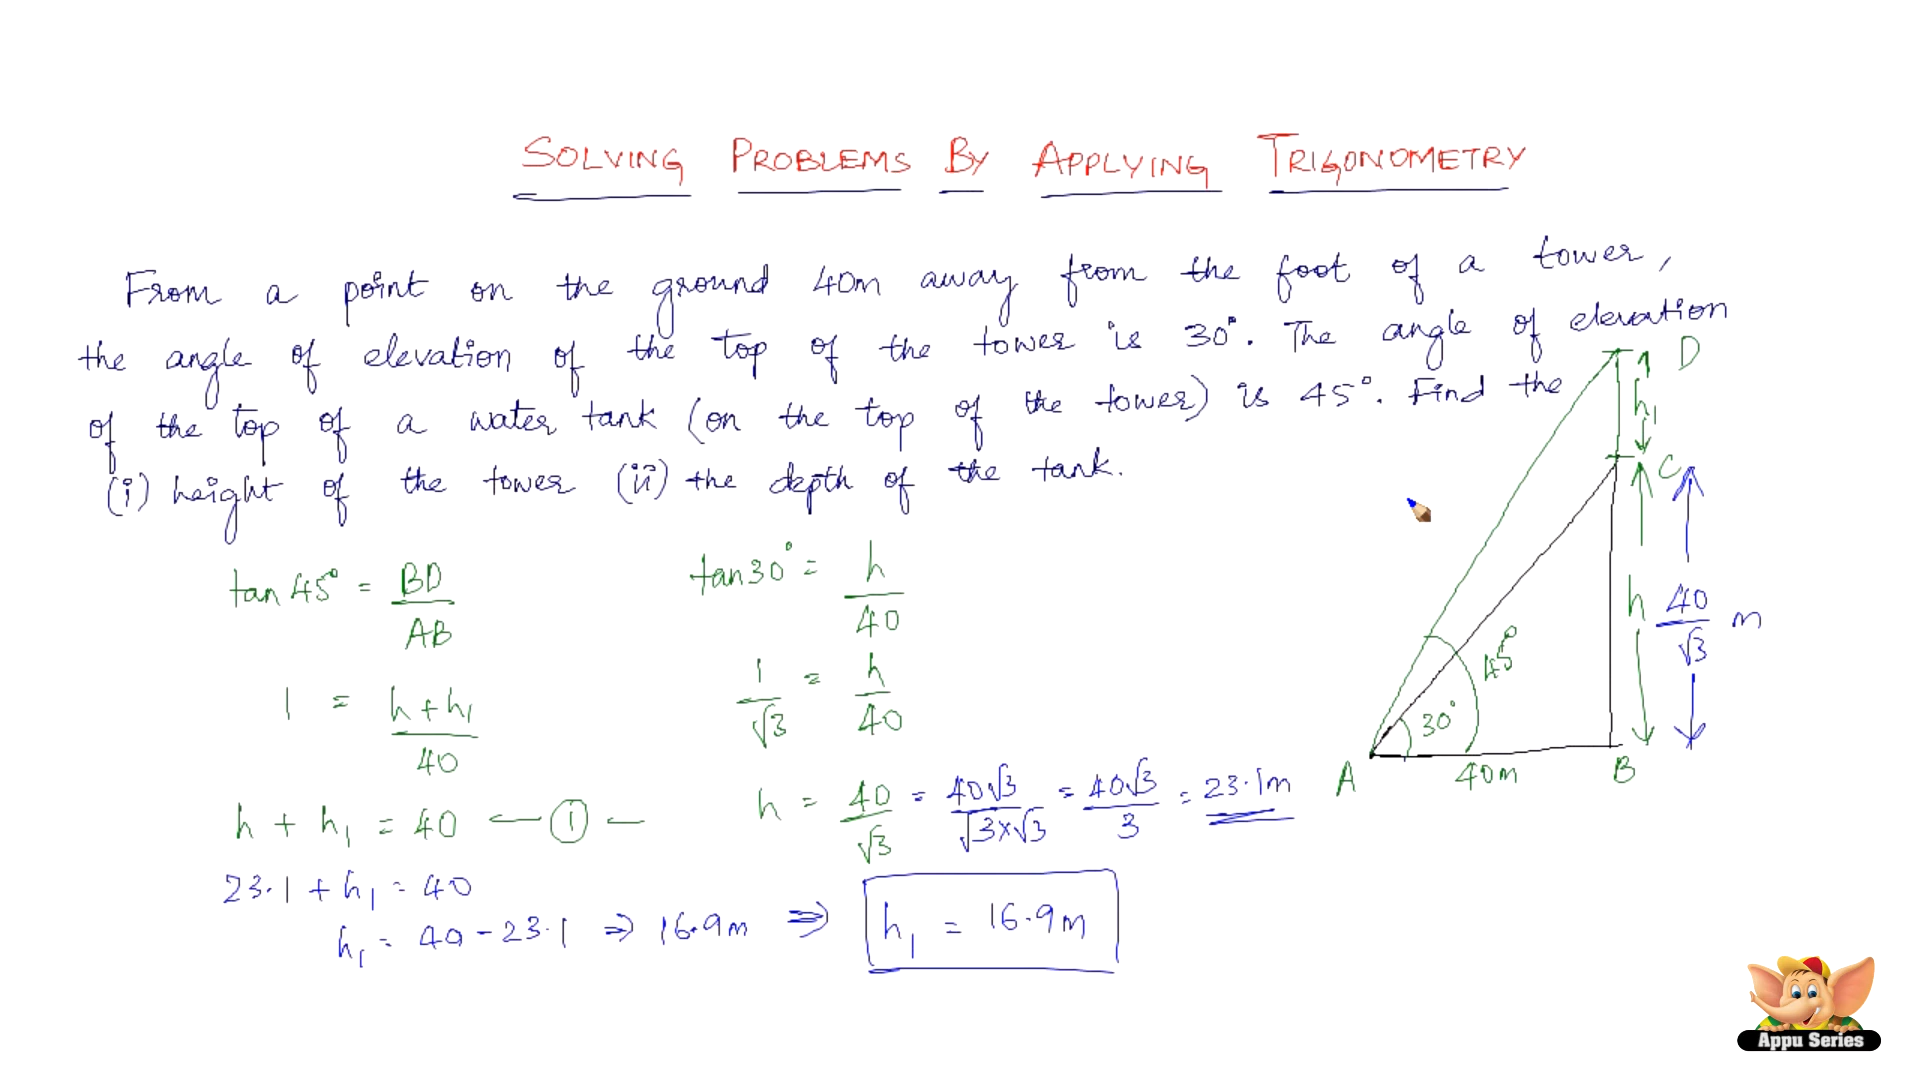 SOLVING PROBLEMS BY APPLYING TRIGONOMETRY
From a point on the ground 40m away from the foot of a tower,
the angle of elevation of the top of the tower is 30°. The angle of elevation
of the top of a water tank (on the top of the tower) is 45°. Find the
(i) height of the tower (ii) the depth of the tank.
tan 45° = BD/AB
1 = (h + h₁)/40
h + h₁ = 40 — ① —
23.1 + h₁ = 40
h₁ = 40 - 23.1 ⇒ 16.9m ⇒ h₁ = 16.9m
tan 30° = h/40
1/√3 = h/40
h = 40/√3 = 40√3/√3×√3 = 40√3/3 = 23.1m
D
h₁
C
h
40/√3 m
45°
30°
A
40m
B
Appu Series